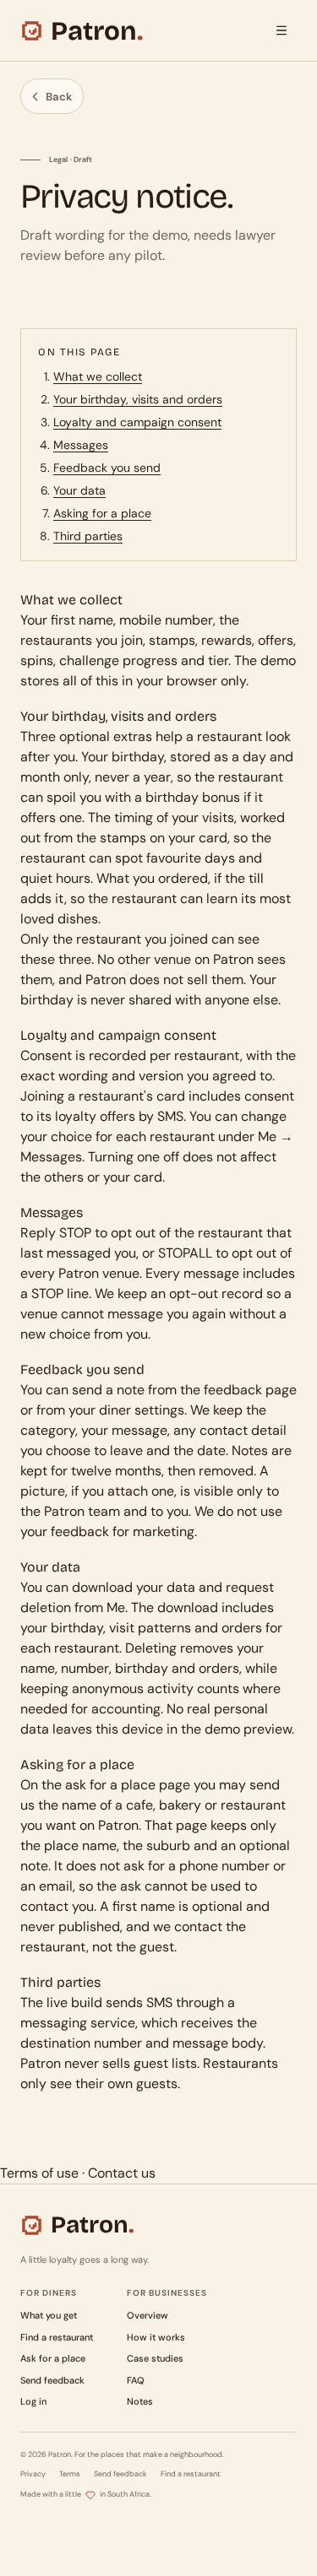 Patron.
☰
Back
Legal · Draft
Privacy notice.
Draft wording for the demo, needs lawyer
review before any pilot.
ON THIS PAGE
1. What we collect
2. Your birthday, visits and orders
3. Loyalty and campaign consent
4. Messages
5. Feedback you send
6. Your data
7. Asking for a place
8. Third parties
What we collect
Your first name, mobile number, the
restaurants you join, stamps, rewards, offers,
spins, challenge progress and tier. The demo
stores all of this in your browser only.
Your birthday, visits and orders
Three optional extras help a restaurant look
after you. Your birthday, stored as a day and
month only, never a year, so the restaurant
can spoil you with a birthday bonus if it
offers one. The timing of your visits, worked
out from the stamps on your card, so the
restaurant can spot favourite days and
quiet hours. What you ordered, if the till
adds it, so the restaurant can learn its most
loved dishes.
Only the restaurant you joined can see
these three. No other venue on Patron sees
them, and Patron does not sell them. Your
birthday is never shared with anyone else.
Loyalty and campaign consent
Consent is recorded per restaurant, with the
exact wording and version you agreed to.
Joining a restaurant's card includes consent
to its loyalty offers by SMS. You can change
your choice for each restaurant under Me →
Messages. Turning one off does not affect
the others or your card.
Messages
Reply STOP to opt out of the restaurant that
last messaged you, or STOPALL to opt out of
every Patron venue. Every message includes
a STOP line. We keep an opt-out record so a
venue cannot message you again without a
new choice from you.
Feedback you send
You can send a note from the feedback page
or from your diner settings. We keep the
category, your message, any contact detail
you choose to leave and the date. Notes are
kept for twelve months, then removed. A
picture, if you attach one, is visible only to
the Patron team and to you. We do not use
your feedback for marketing.
Your data
You can download your data and request
deletion from Me. The download includes
your birthday, visit patterns and orders for
each restaurant. Deleting removes your
name, number, birthday and orders, while
keeping anonymous activity counts where
needed for accounting. No real personal
data leaves this device in the demo preview.
Asking for a place
On the ask for a place page you may send
us the name of a cafe, bakery or restaurant
you want on Patron. That page keeps only
the place name, the suburb and an optional
note. It does not ask for a phone number or
an email, so the ask cannot be used to
contact you. A first name is optional and
never published, and we contact the
restaurant, not the guest.
Third parties
The live build sends SMS through a
messaging service, which receives the
destination number and message body.
Patron never sells guest lists. Restaurants
only see their own guests.
Terms of use · Contact us
Patron.
A little loyalty goes a long way.
FOR DINERS
What you get
Find a restaurant
Ask for a place
Send feedback
Log in
FOR BUSINESSES
Overview
How it works
Case studies
FAQ
Notes
© 2026 Patron. For the places that make a neighbourhood.
Privacy Terms Send feedback Find a restaurant
Made with a little ♡ in South Africa.